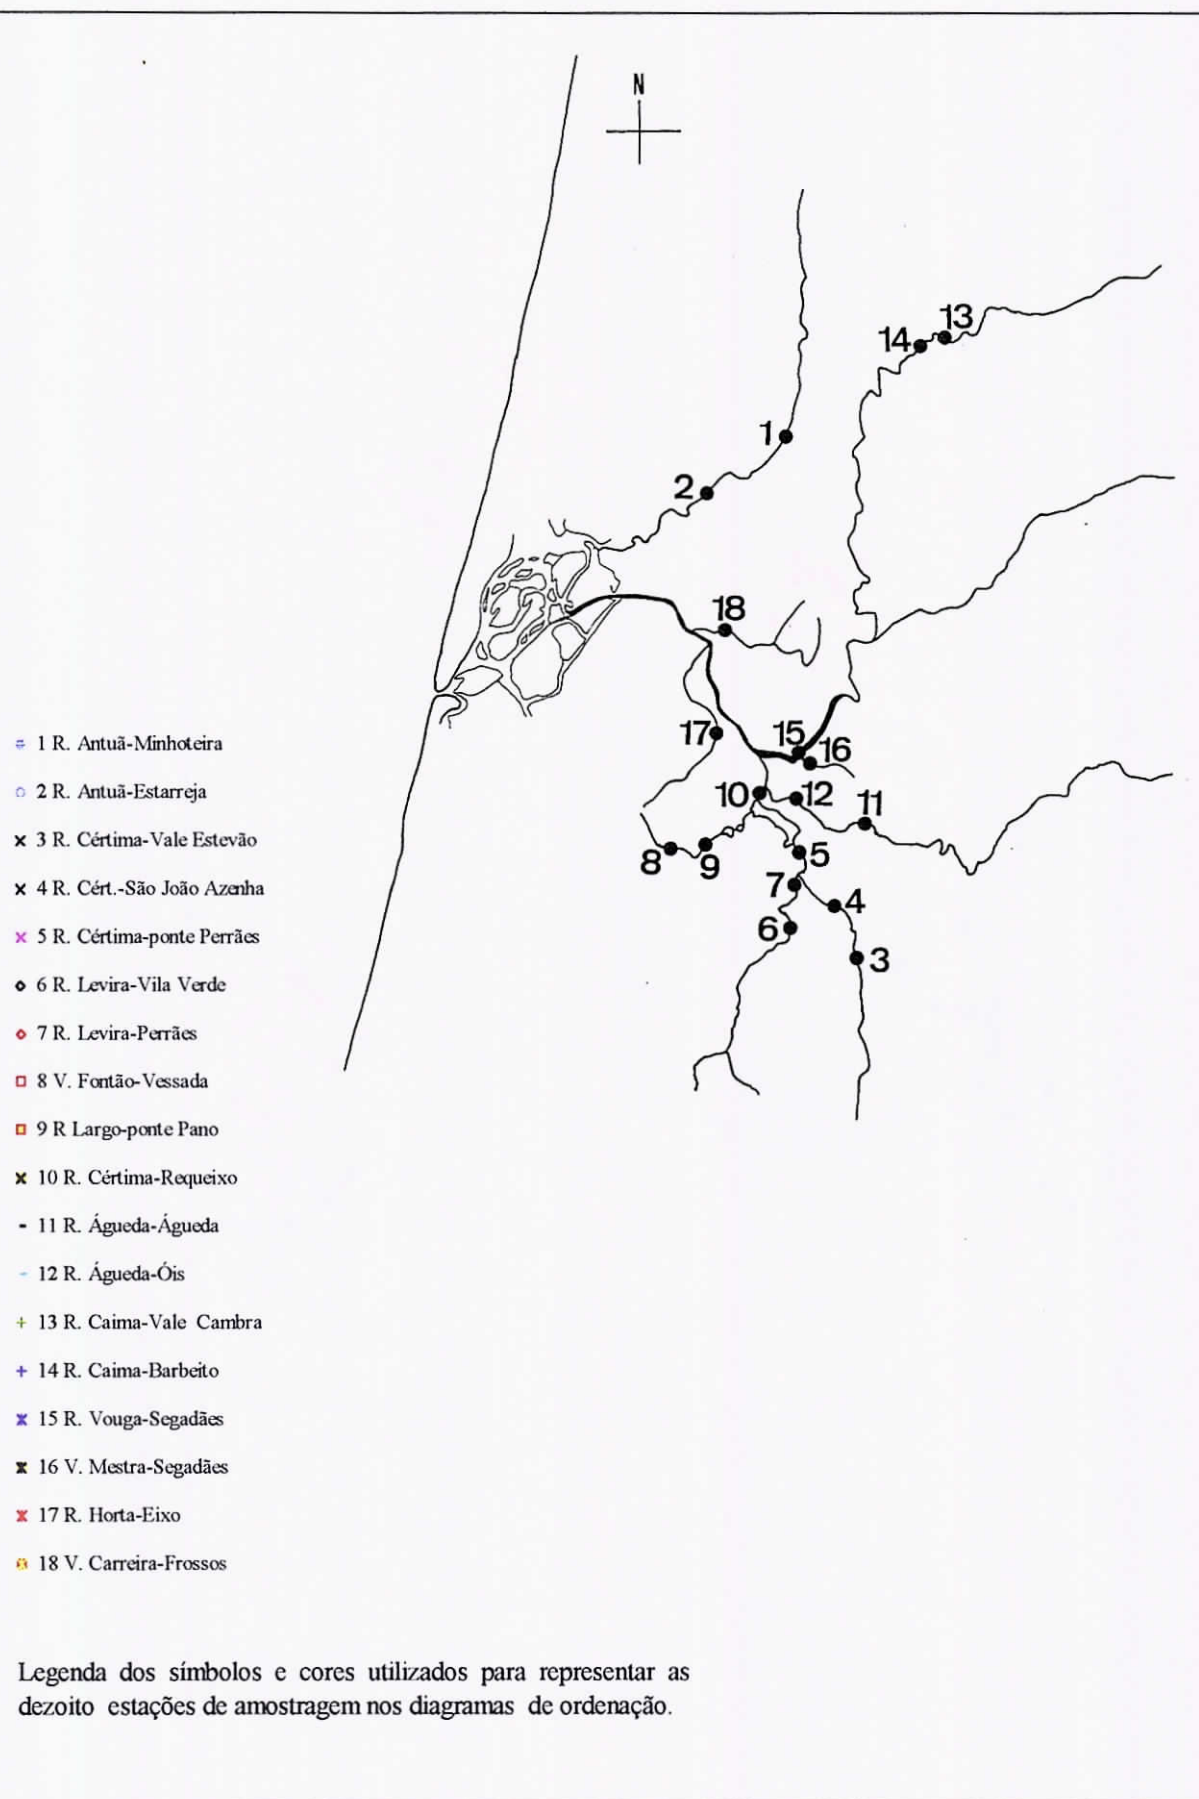 N
13
14
1
2
18
17
15
16
10
12
11
8
9
5
7
4
6
3
1 R. Antuã-Minhoteira
2 R. Antuã-Estarreja
3 R. Cértima-Vale Estevão
4 R. Cért.-São João Azenha
5 R. Cértima-ponte Perrães
6 R. Levira-Vila Verde
7 R. Levira-Perrães
8 V. Fontão-Vessada
9 R Largo-ponte Pano
10 R. Cértima-Requeixo
11 R. Águeda-Águeda
12 R. Águeda-Óis
13 R. Caima-Vale Cambra
14 R. Caima-Barbeito
15 R. Vouga-Segadães
16 V. Mestra-Segadães
17 R. Horta-Eixo
18 V. Carreira-Frossos
Legenda dos símbolos e cores utilizados para representar as
dezoito estações de amostragem nos diagramas de ordenação.